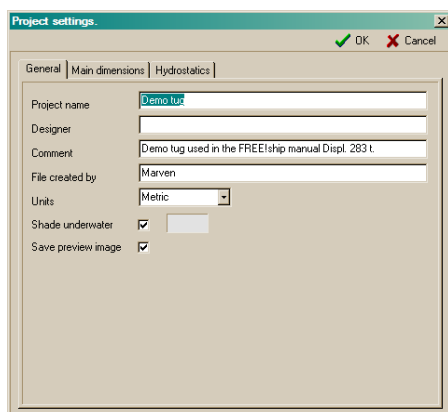 Project settings.
OK Cancel
General Main dimensions Hydrostatics
Project name Demo tug
Designer
Comment Demo tug used in the FREE!ship manual Displ. 283 t.
File created by Marven
Units Metric
Shade underwater
Save preview image